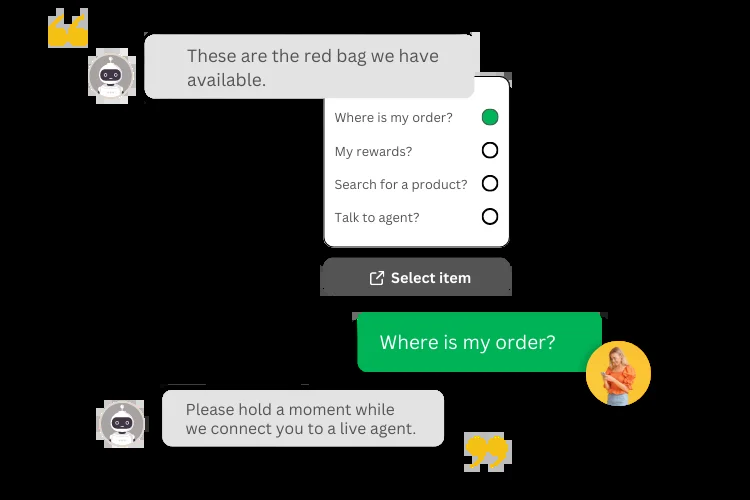 These are the red bag we have
available.
Where is my order?
My rewards?
Search for a product?
Talk to agent?
Select item
Where is my order?
Please hold a moment while
we connect you to a live agent.